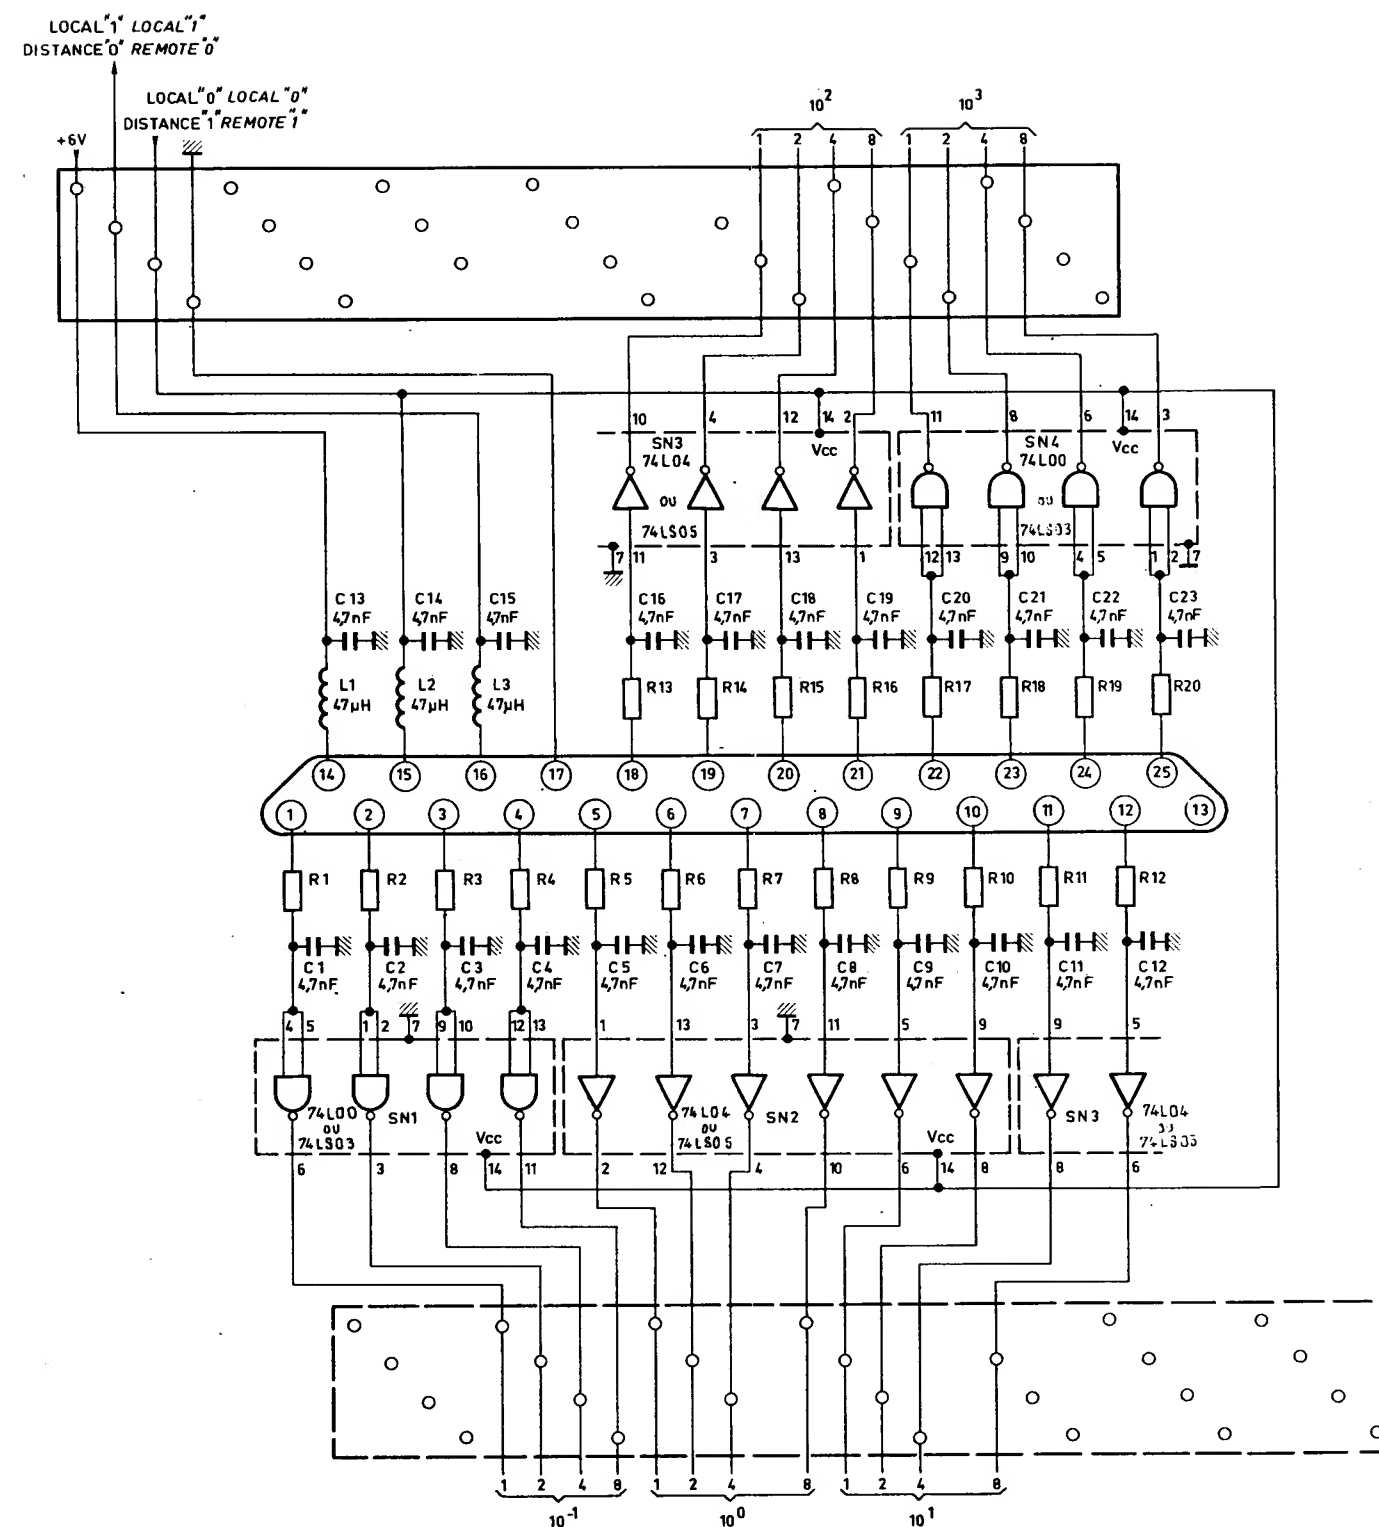 LOCAL"1" LOCAL"1"
DISTANCE"0" REMOTE"0"
LOCAL"0" LOCAL"0"
DISTANCE"1" REMOTE"1"
+6V
10² 10³
1 2 4 8 1 2 4 8
10 4 12 14 2 11 8 6 14 3
SN3 Vcc SN4 Vcc
74L04 74L00
OU OU
74LS05 74LS03
7 11 3 13 1 12 13 9 10 4 5 1 2 7
C13 C14 C15 C16 C17 C18 C19 C20 C21 C22 C23
4,7nF 4,7nF 4,7nF 4,7nF 4,7nF 4,7nF 4,7nF 4,7nF 4,7nF 4,7nF 4,7nF
L1 L2 L3 R13 R14 R15 R16 R17 R18 R19 R20
47µH 47µH 47µH
14 15 16 17 18 19 20 21 22 23 24 25
1 2 3 4 5 6 7 8 9 10 11 12 13
R1 R2 R3 R4 R5 R6 R7 R8 R9 R10 R11 R12
C1 C2 C3 C4 C5 C6 C7 C8 C9 C10 C11 C12
4,7nF 4,7nF 4,7nF 4,7nF 4,7nF 4,7nF 4,7nF 4,7nF 4,7nF 4,7nF 4,7nF 4,7nF
4 5 1 2 7 9 10 12 13 1 13 3 7 11 5 9 9 5
74L00 SN1 74L04 SN2 SN3 74L04
OU OU OU
74LS03 74LS05 74LS05
Vcc Vcc
6 3 8 14 11 2 12 4 10 6 14 8 8 6
1 2 4 8 1 2 4 8 1 2 4 8
10⁻¹ 10⁰ 10¹